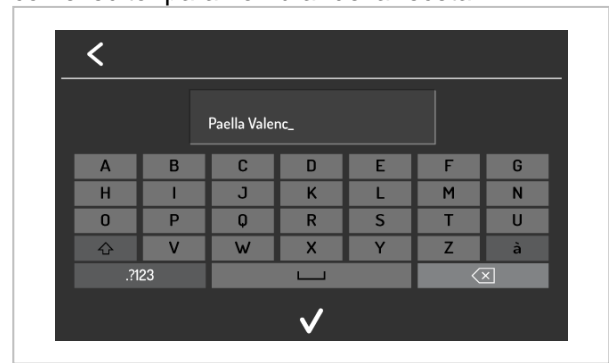 Paella Valenc_
A B C D E F G
H I J K L M N
O P Q R S T U
V W X Y Z à
.?123